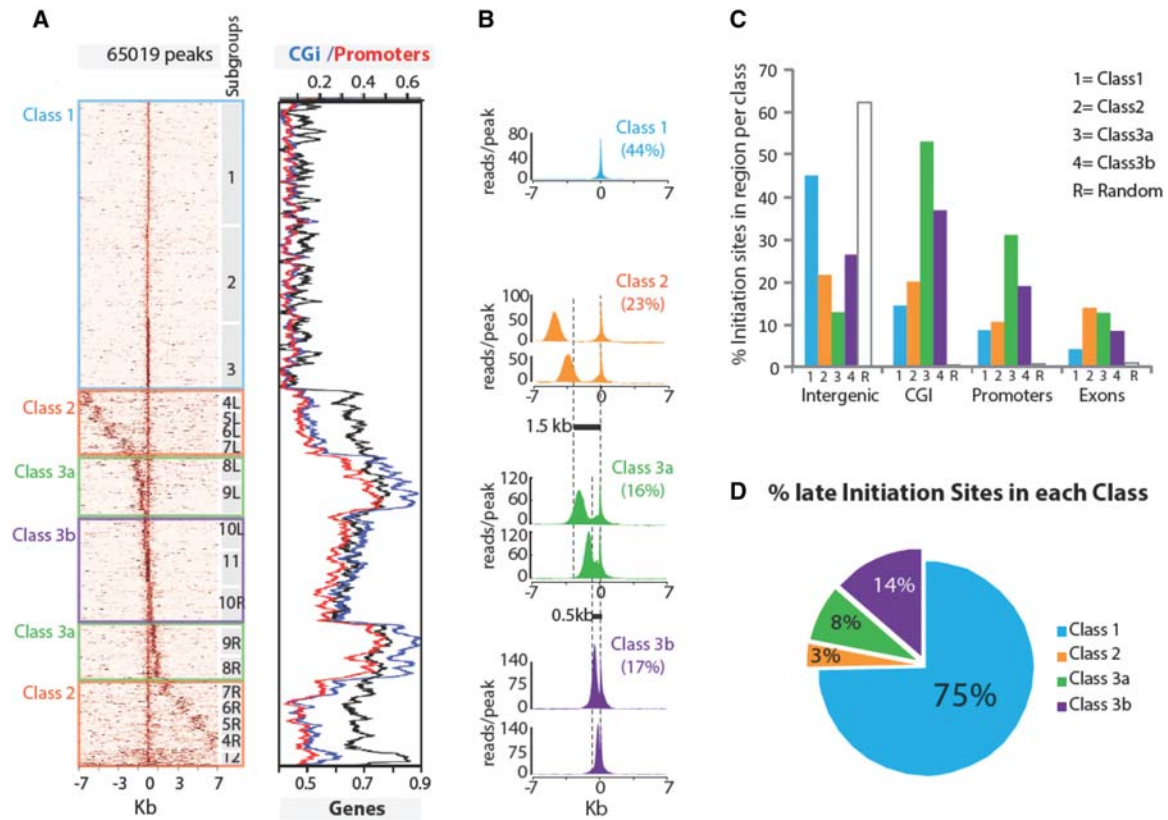 A
65019 peaks
Subgroups
CGi /Promoters
0.2 0.4 0.6
Class 1
1
2
3
Class 2
4L
5L
6L
7L
Class 3a
8L
9L
Class 3b
10L
11
10R
Class 3a
9R
8R
Class 2
7R
6R
5R
4R
12
-7 -3 0 3 7
Kb
0.5 0.7 0.9
Genes
B
Class 1
(44%)
reads/peak
80
40
0
-7 0 7
Class 2
(23%)
reads/peak
100
50
0
50
0
-7 0 7
1.5 kb
Class 3a
(16%)
reads/peak
120
60
0
120
60
0
-7 0 7
0.5kb
Class 3b
(17%)
reads/peak
140
75
0
reads/peak
140
75
0
-7 0 7
Kb
C
% Initiation sites in region per class
70
60
50
40
30
20
10
0
1= Class1
2= Class2
3= Class3a
4= Class3b
R= Random
1 2 3 4 R 1 2 3 4 R 1 2 3 4 R 1 2 3 4 R
Intergenic CGI Promoters Exons
D % late Initiation Sites in each Class
14%
8%
3%
75%
Class 1
Class 2
Class 3a
Class 3b